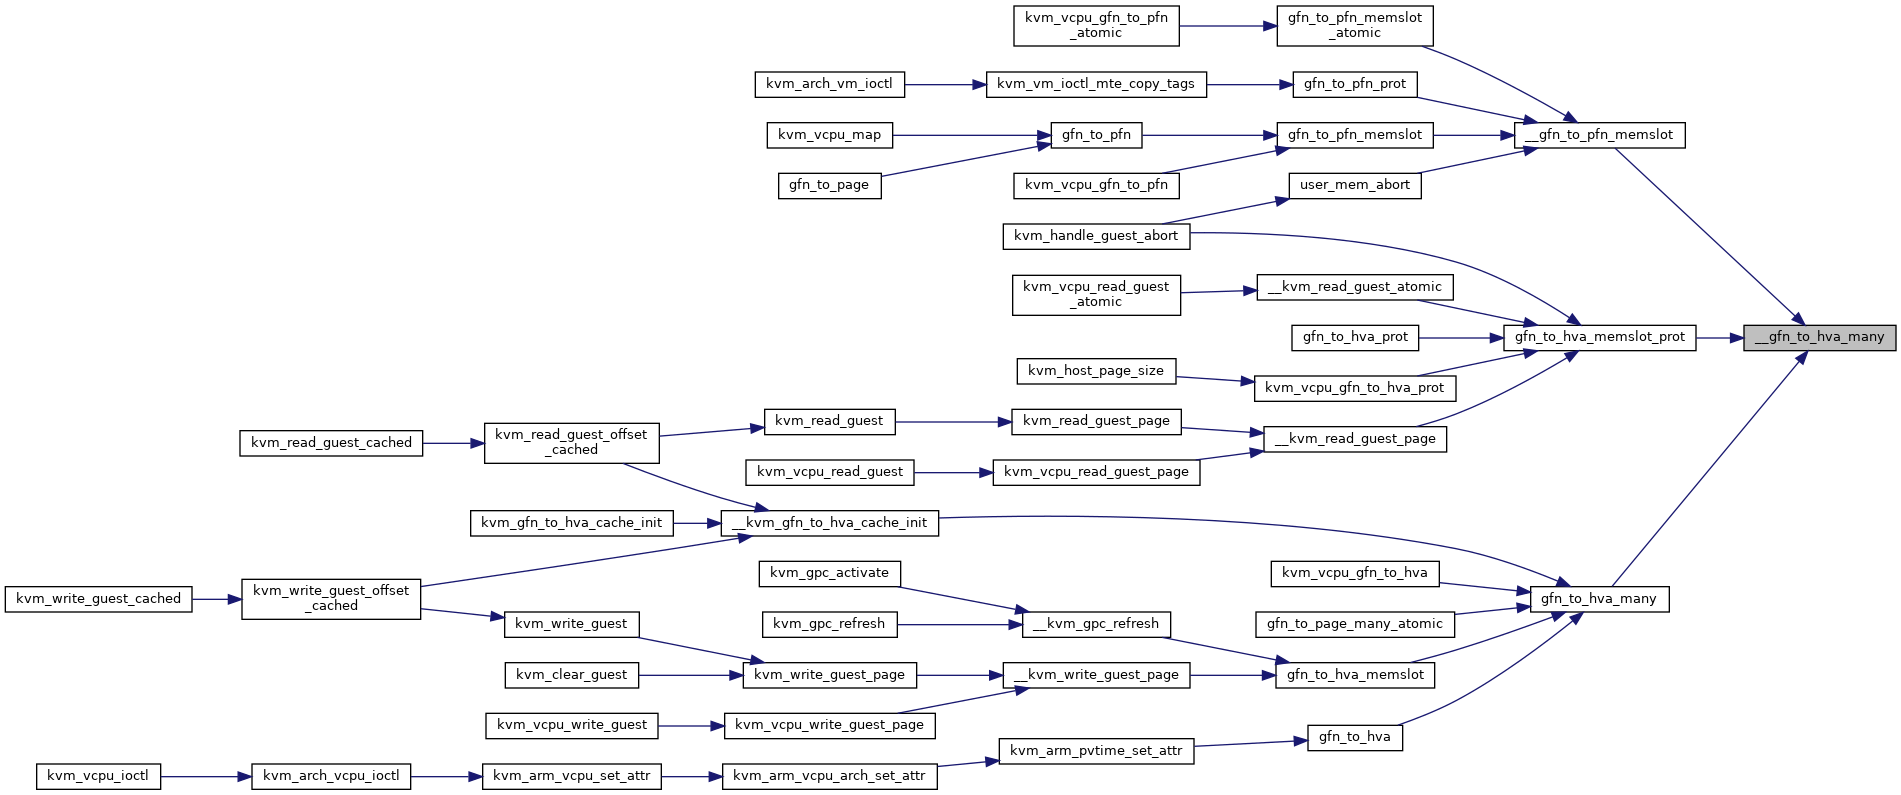 kvm_vcpu_gfn_to_pfn
_atomic
gfn_to_pfn_memslot
_atomic
kvm_arch_vm_ioctl
kvm_vm_ioctl_mte_copy_tags
gfn_to_pfn_prot
kvm_vcpu_map
gfn_to_pfn
gfn_to_pfn_memslot
__gfn_to_pfn_memslot
gfn_to_page
kvm_vcpu_gfn_to_pfn
user_mem_abort
kvm_handle_guest_abort
kvm_vcpu_read_guest
_atomic
__kvm_read_guest_atomic
gfn_to_hva_prot
gfn_to_hva_memslot_prot
__gfn_to_hva_many
kvm_host_page_size
kvm_vcpu_gfn_to_hva_prot
kvm_read_guest_cached
kvm_read_guest_offset
_cached
kvm_read_guest
kvm_read_guest_page
__kvm_read_guest_page
kvm_vcpu_read_guest
kvm_vcpu_read_guest_page
kvm_gfn_to_hva_cache_init
__kvm_gfn_to_hva_cache_init
kvm_gpc_activate
kvm_vcpu_gfn_to_hva
kvm_write_guest_cached
kvm_write_guest_offset
_cached
gfn_to_hva_many
kvm_write_guest
kvm_gpc_refresh
__kvm_gpc_refresh
gfn_to_page_many_atomic
kvm_clear_guest
kvm_write_guest_page
__kvm_write_guest_page
gfn_to_hva_memslot
kvm_vcpu_write_guest
kvm_vcpu_write_guest_page
gfn_to_hva
kvm_arm_pvtime_set_attr
kvm_vcpu_ioctl
kvm_arch_vcpu_ioctl
kvm_arm_vcpu_set_attr
kvm_arm_vcpu_arch_set_attr